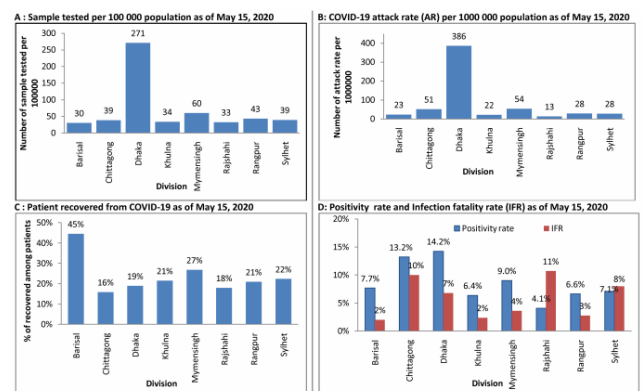 A : Sample tested per 100 000 population as of May 15, 2020
Number of sample tested per
100000
300
250
200
150
100
50
0
30
39
271
34
60
33
43
39
Barisal
Chittagong
Dhaka
Khulna
Mymensingh
Rajshahi
Rangpur
Sylhet
Division
B: COVID-19 attack rate (AR) per 1000 000 population as of May 15, 2020
Number of attack rate per
1000000
400
300
200
100
0
23
51
386
22
54
13
28
28
Barisal
Chittagong
Dhaka
Khulna
Mymensingh
Rajshahi
Rangpur
Sylhet
Division
C : Patient recovered from COVID-19 as of May 15, 2020
% of recovered among patients
50%
40%
30%
20%
10%
0%
45%
16%
19%
21%
27%
18%
21%
22%
Barisal
Chittagong
Dhaka
Khulna
Mymensingh
Rajshahi
Rangpur
Sylhet
Division
D: Positivity rate and Infection fatality rate (IFR) as of May 15, 2020
Positivity rate
IFR
20%
15%
10%
5%
0%
7.7%
2%
13.2%
10%
14.2%
7%
6.4%
2%
9.0%
4%
4.1%
11%
6.6%
3%
7.1%
8%
Barisal
Chittagong
Dhaka
Khulna
Mymensingh
Rajshahi
Rangpur
Sylhet
Division